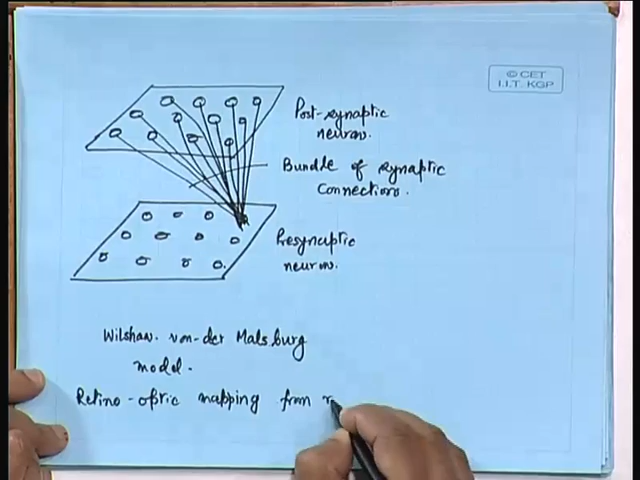 © CET
I.I.T. KGP
Post-synaptic
neuron.
Bundle of synaptic
connections.
Presynaptic
neuron.
Wilshaw. von-der Malsburg
model.
Retino-optic mapping from r